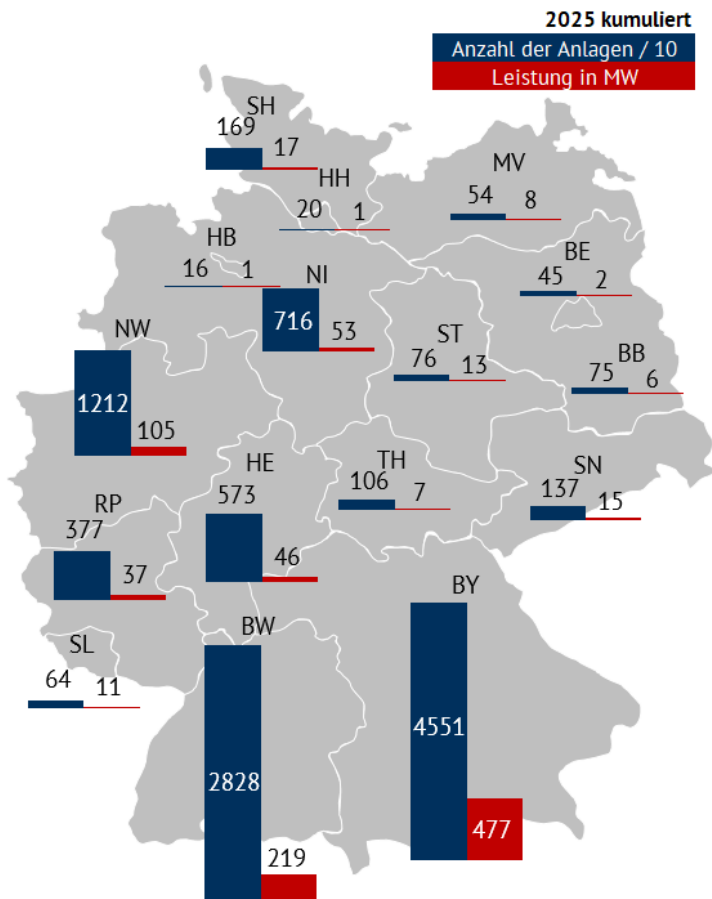 2025 kumuliert
Anzahl der Anlagen / 10
Leistung in MW
SH
169
17
HH
20
1
MV
54
8
HB
16
1
NI
716
53
BE
45
2
NW
1212
105
ST
76
13
BB
75
6
HE
573
46
TH
106
7
SN
137
15
RP
377
37
SL
64
11
BW
2828
219
BY
4551
477